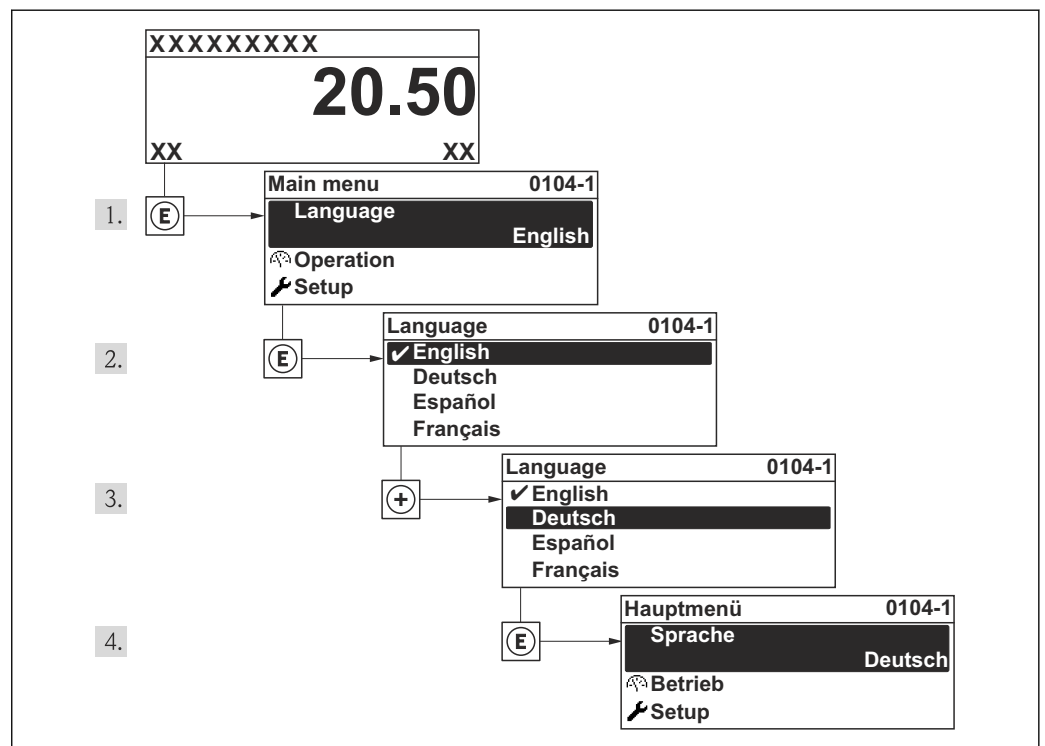 XXXXXXXXX
20.50
XX XX
1. E
Main menu 0104-1
Language
English
Operation
Setup
2. E
Language 0104-1
✔ English
Deutsch
Español
Français
3. +
Language 0104-1
✔ English
Deutsch
Español
Français
4. E
Hauptmenü 0104-1
Sprache
Deutsch
Betrieb
Setup